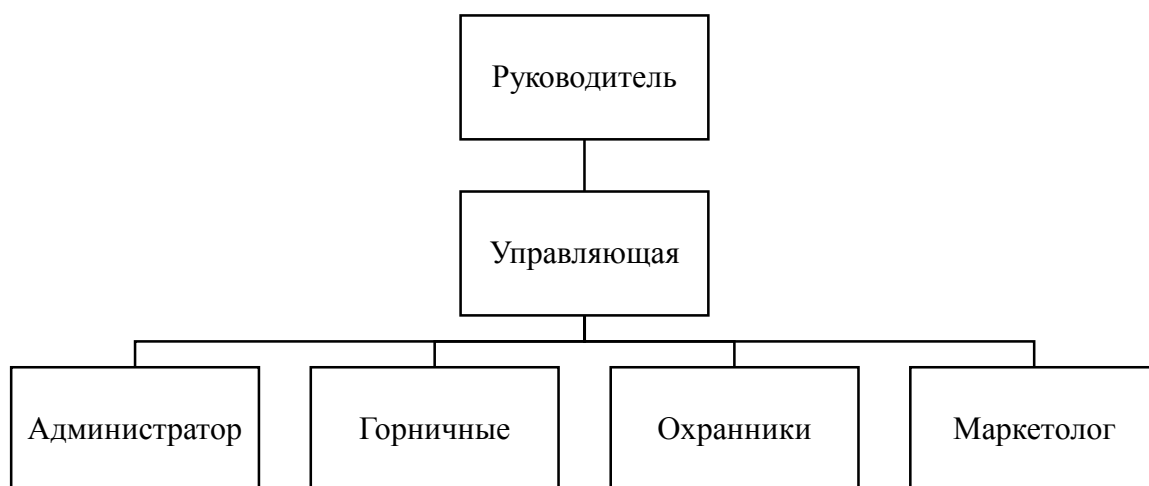 Руководитель
Управляющая
Администратор
Горничные
Охранники
Маркетолог